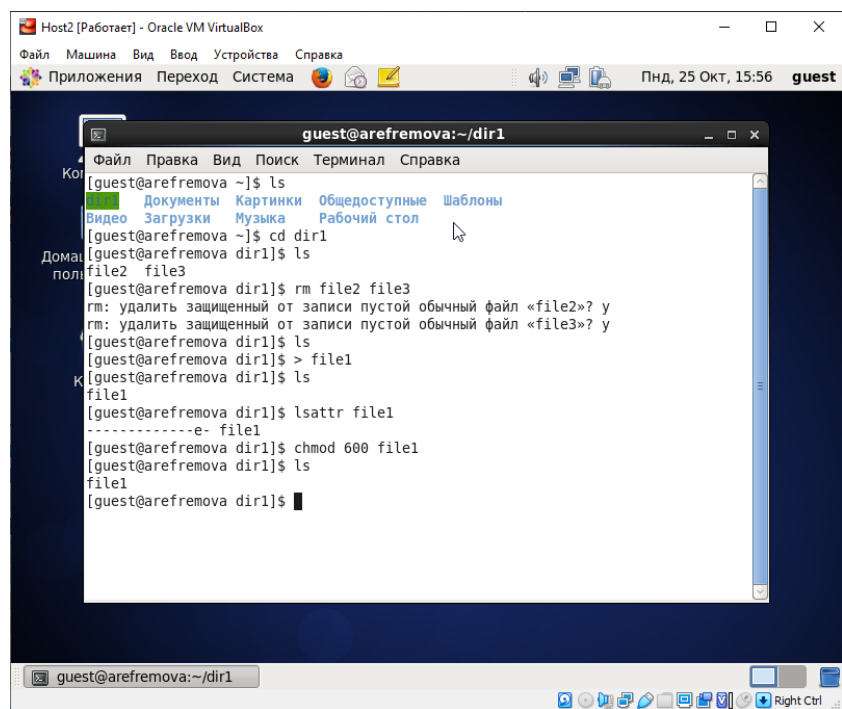 Host2 [Работает] - Oracle VM VirtualBox
Файл Машина Вид Ввод Устройства Справка
Приложения Переход Система Пнд, 25 Окт, 15:56 guest
guest@arefremova:~/dir1
Файл Правка Вид Поиск Терминал Справка
[guest@arefremova ~]$ ls
dir1 Документы Картинки Общедоступные Шаблоны
Видео Загрузки Музыка Рабочий стол
[guest@arefremova ~]$ cd dir1
[guest@arefremova dir1]$ ls
file2 file3
[guest@arefremova dir1]$ rm file2 file3
rm: удалить защищенный от записи пустой обычный файл «file2»? y
rm: удалить защищенный от записи пустой обычный файл «file3»? y
[guest@arefremova dir1]$ ls
[guest@arefremova dir1]$ > file1
[guest@arefremova dir1]$ ls
file1
[guest@arefremova dir1]$ lsattr file1
-------------e- file1
[guest@arefremova dir1]$ chmod 600 file1
[guest@arefremova dir1]$ ls
file1
[guest@arefremova dir1]$
guest@arefremova:~/dir1
Right Ctrl